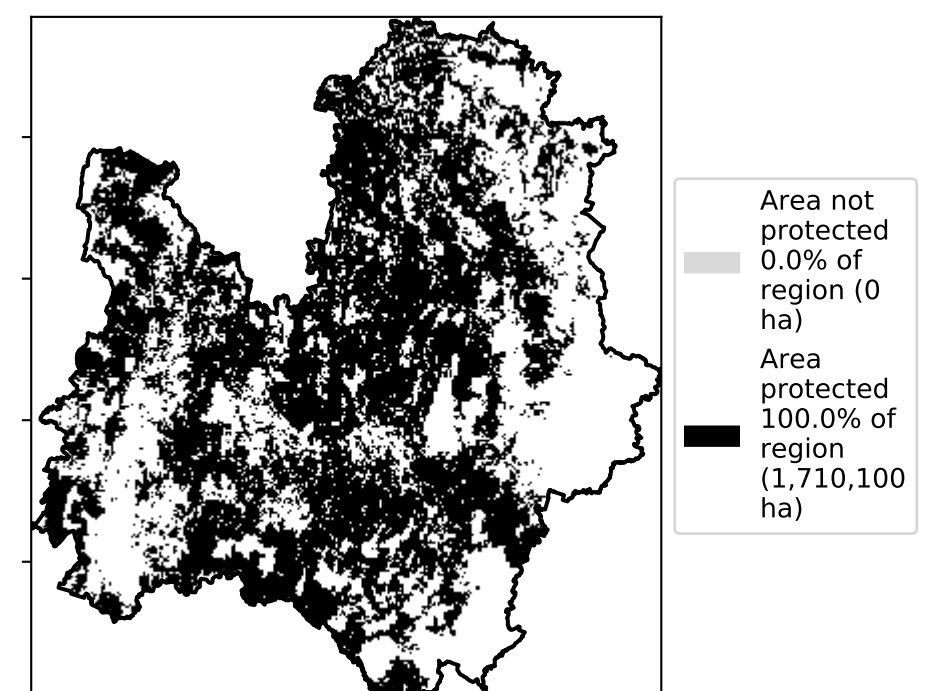 Area not
protected
0.0% of
region (0
ha)
Area
protected
100.0% of
region
(1,710,100
ha)